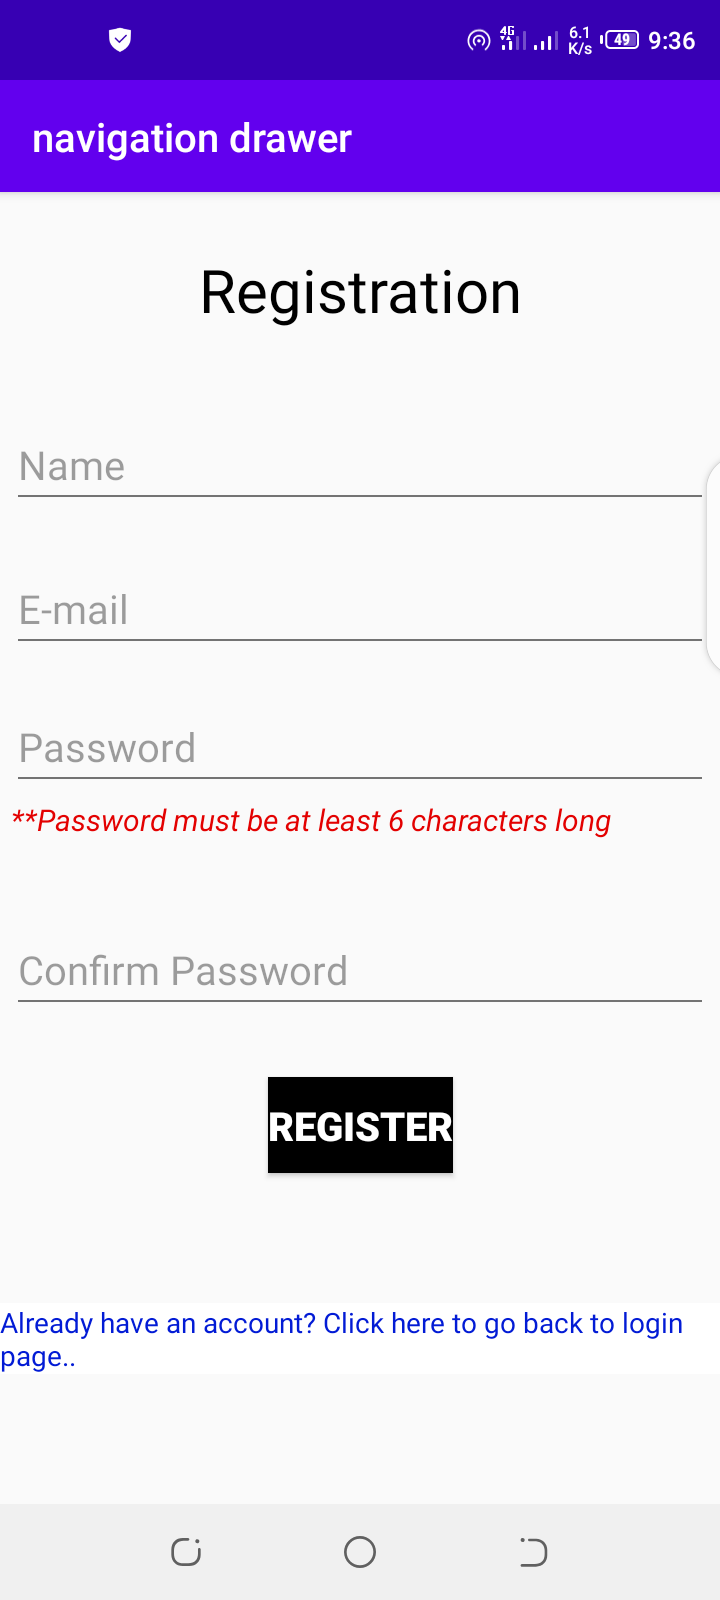 4G 6.1 K/s 49 9:36
navigation drawer
Registration
Name
E-mail
Password
**Password must be at least 6 characters long
Confirm Password
REGISTER
Already have an account? Click here to go back to login
page..